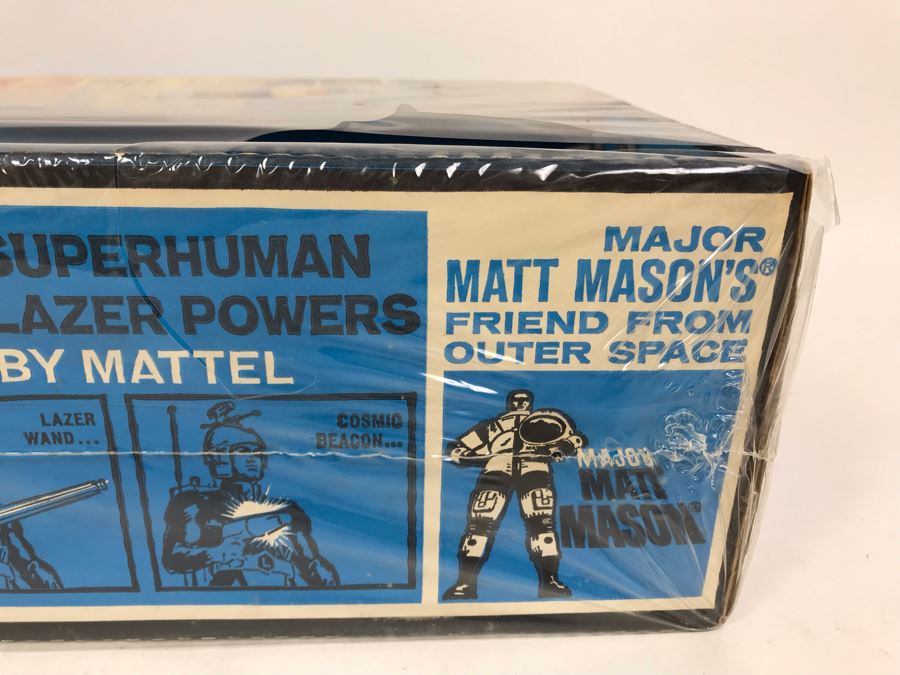 SUPERHUMAN
LAZER POWERS
BY MATTEL
LAZER
WAND...
COSMIC
BEACON...
MAJOR
MATT MASON'S®
FRIEND FROM
OUTER SPACE
MAJOR
MATT
MASON®